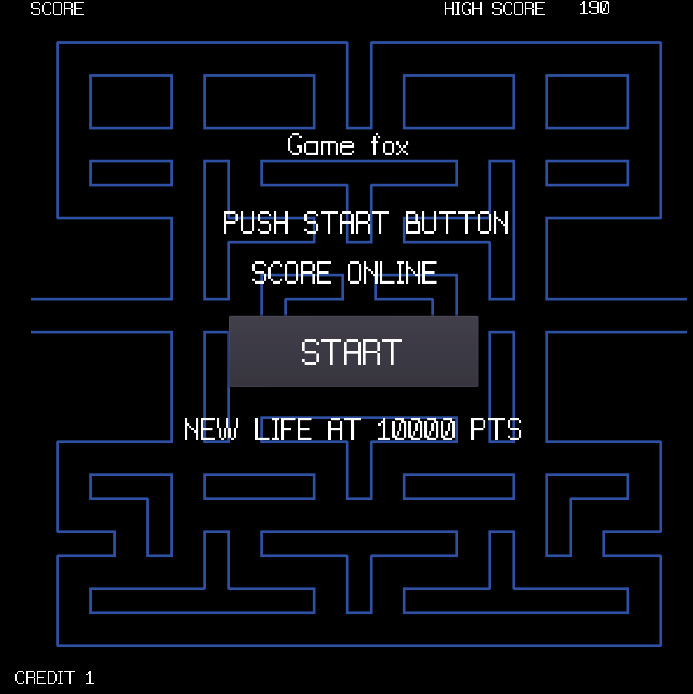 SCORE HIGH SCORE 190
Game fox
PUSH START BUTTON
SCORE ONLINE
START
NEW LIFE AT 10000 PTS
CREDIT 1